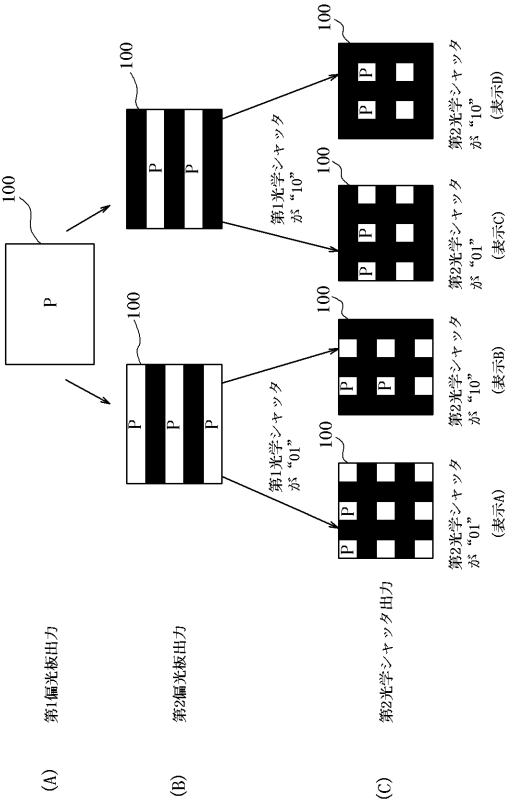 (A)
第1偏光板出力
100
P
(B)
第2偏光板出力
100
P
P
P
100
P
P
第1光学シャッタ
が“01”
第1光学シャッタ
が“10”
(C)
第2光学シャッタ出力
100
P
P
100
P
P
100
P
P
100
P
P
第2光学シャッタ
が“01”
(表示A)
第2光学シャッタ
が“10”
(表示B)
第2光学シャッタ
が“01”
(表示C)
第2光学シャッタ
が“10”
(表示D)